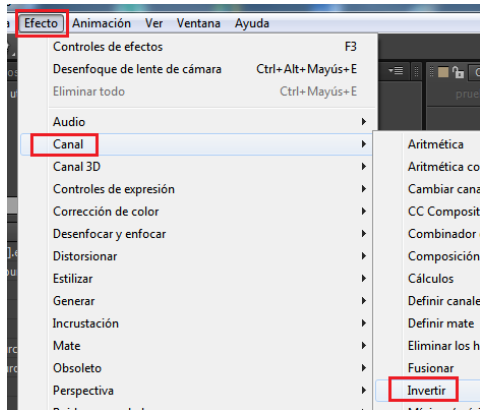 Efecto Animación Ver Ventana Ayuda
Controles de efectos F3
Desenfoque de lente de cámara Ctrl+Alt+Mayús+E
Eliminar todo Ctrl+Mayús+E
Audio
Canal
Canal 3D
Controles de expresión
Corrección de color
Desenfocar y enfocar
Distorsionar
Estilizar
Generar
Incrustación
Mate
Obsoleto
Perspectiva
Aritmética
Aritmética co
Cambiar cana
CC Composit
Combinador
Composición
Cálculos
Definir canale
Definir mate
Eliminar los h
Fusionar
Invertir